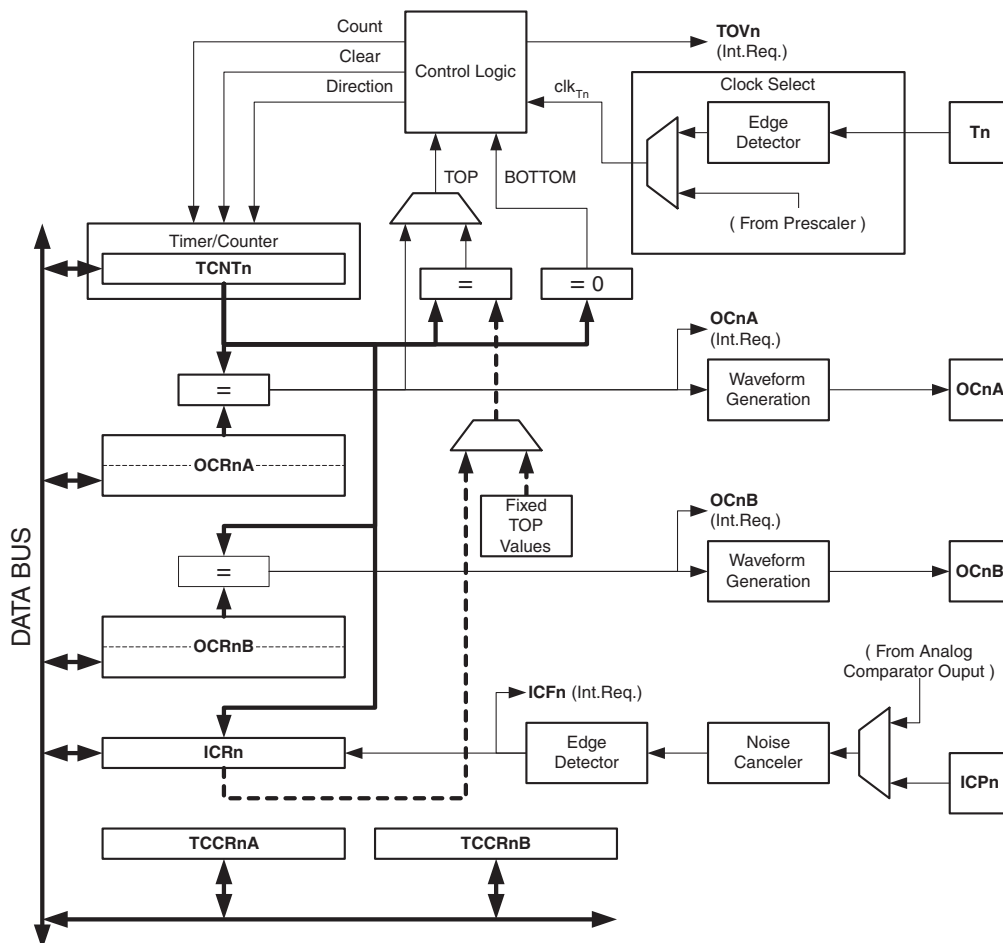 Count
Clear
Direction
Control Logic
TOVn
(Int.Req.)
clkTn
Clock Select
Edge
Detector
Tn
( From Prescaler )
TOP
BOTTOM
Timer/Counter
TCNTn
=
= 0
OCnA
(Int.Req.)
=
Waveform
Generation
OCnA
OCRnA
Fixed
TOP
Values
OCnB
(Int.Req.)
=
Waveform
Generation
OCnB
DATA BUS
OCRnB
( From Analog
Comparator Ouput )
ICFn (Int.Req.)
ICRn
Edge
Detector
Noise
Canceler
ICPn
TCCRnA
TCCRnB